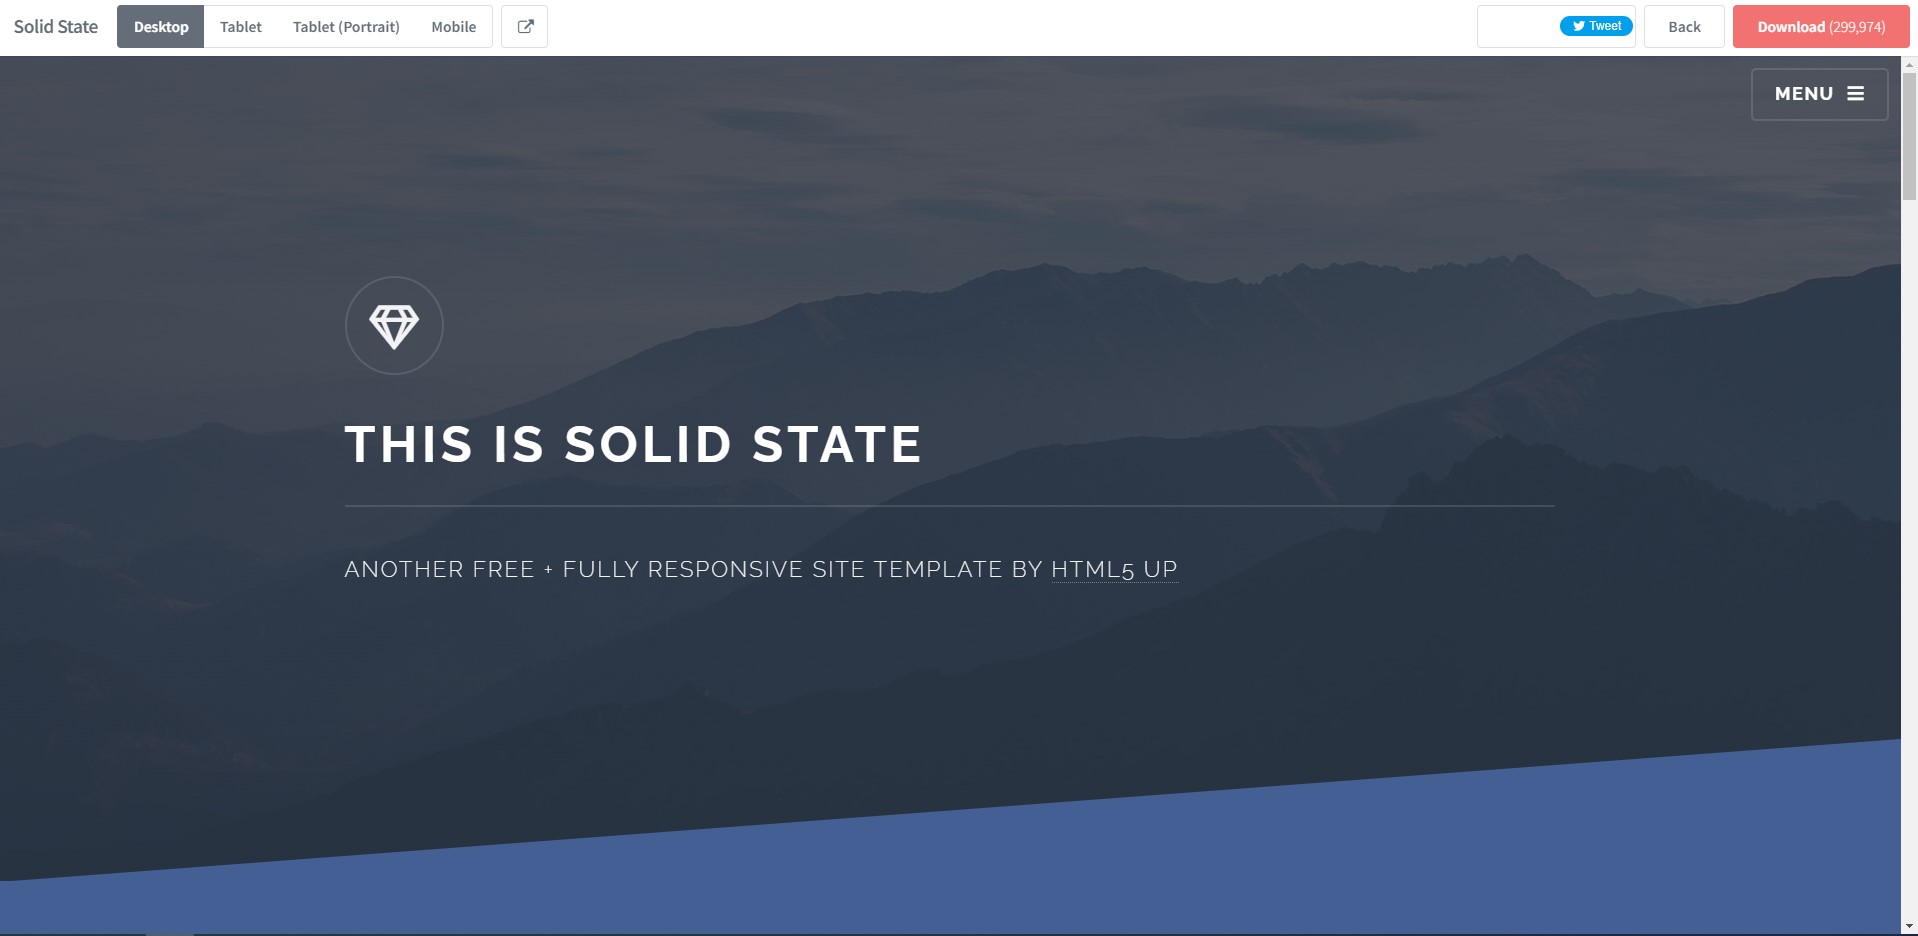 Solid State Desktop Tablet Tablet (Portrait) Mobile Tweet Back Download (299,974)
MENU
THIS IS SOLID STATE
ANOTHER FREE + FULLY RESPONSIVE SITE TEMPLATE BY HTML5 UP